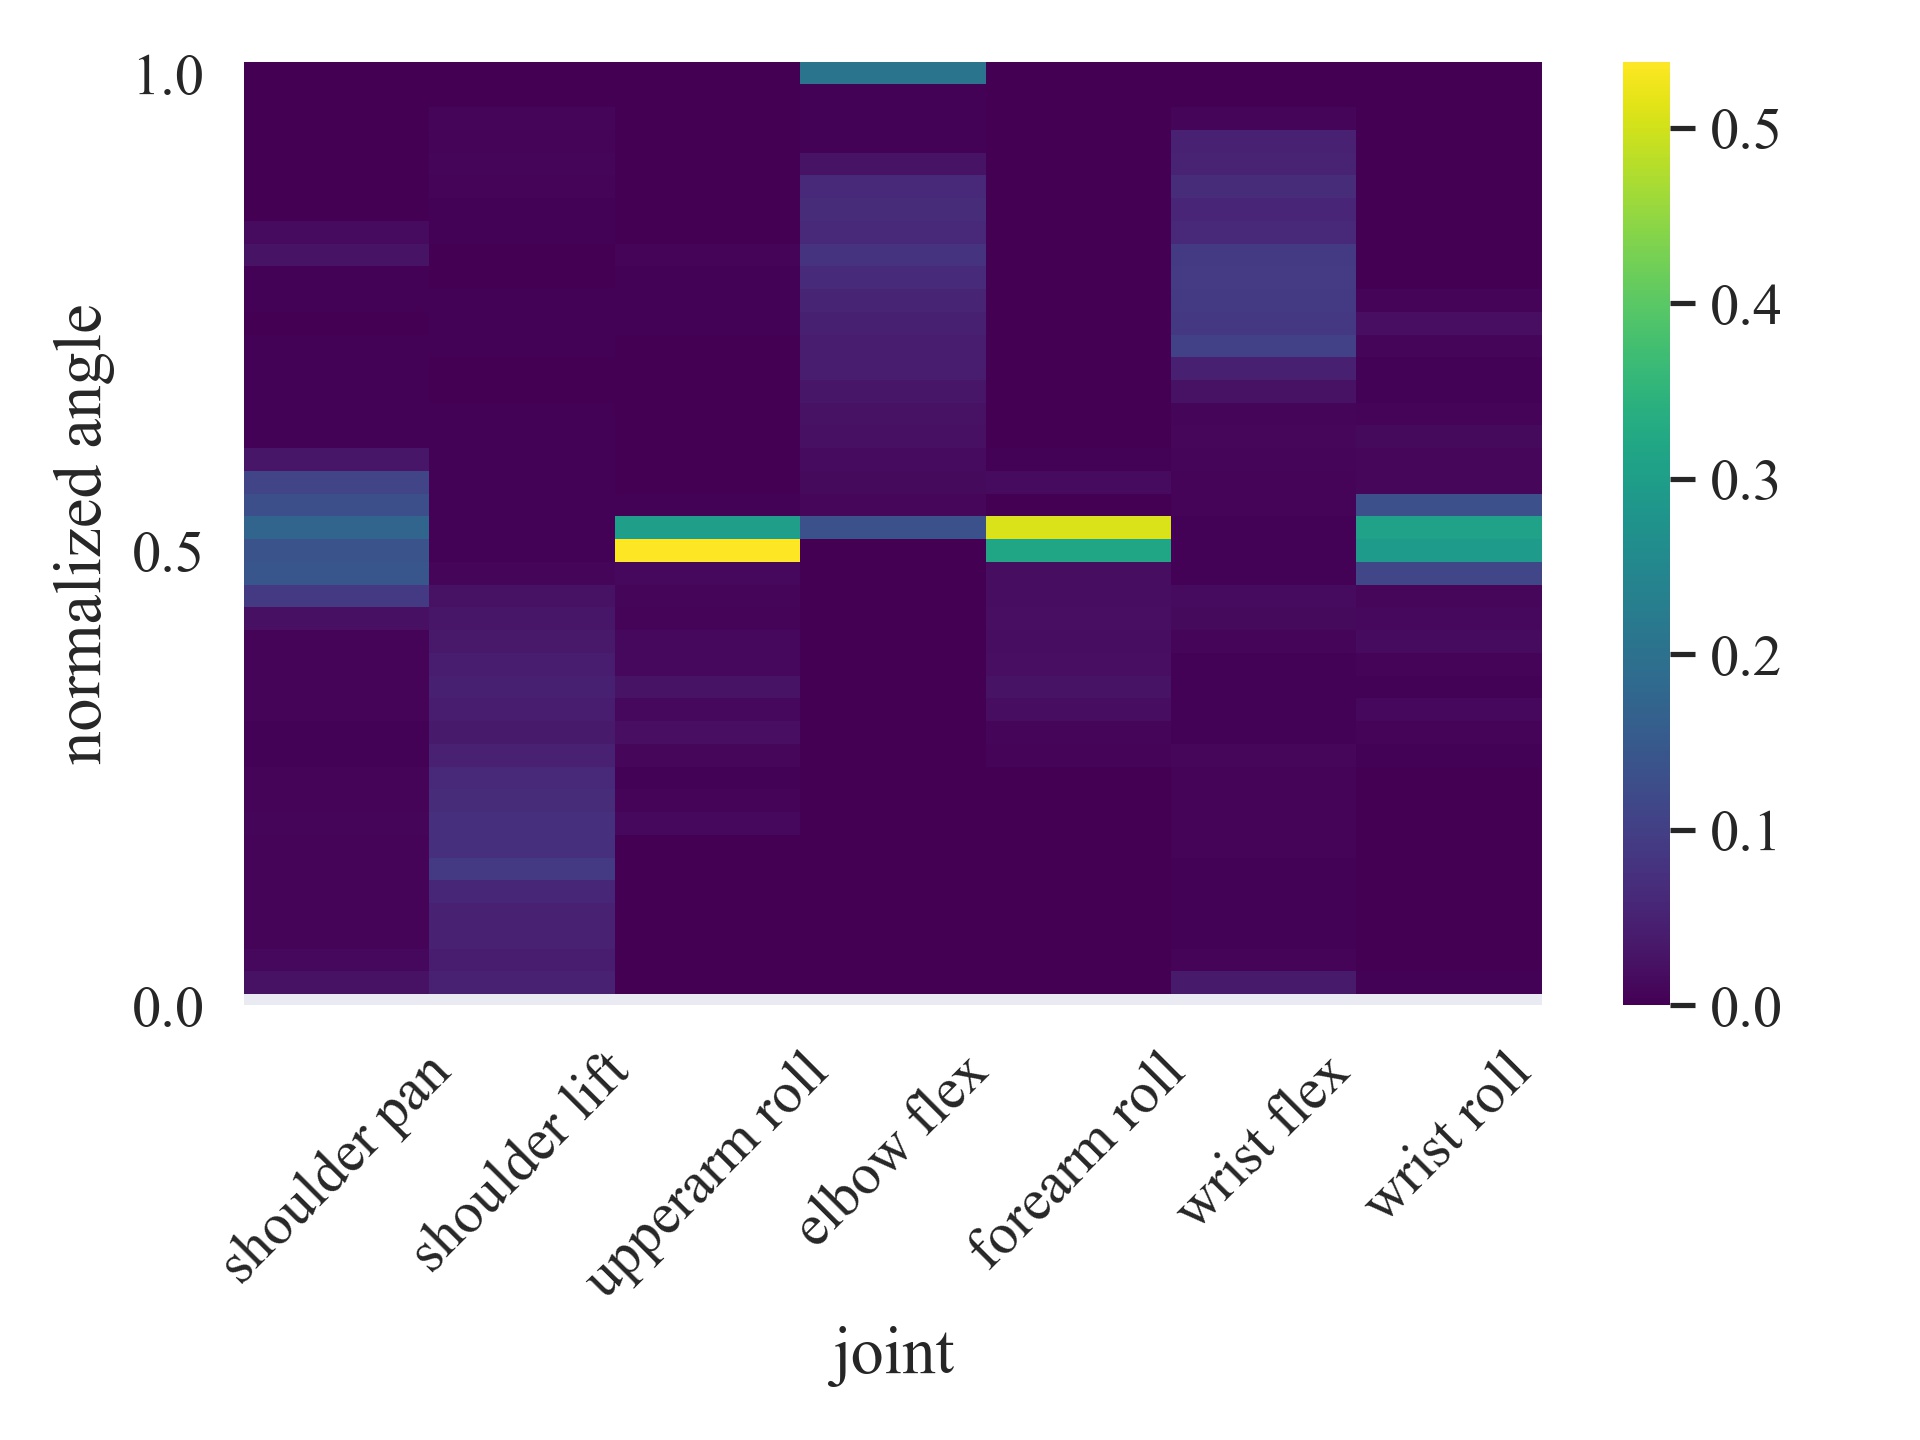 1.0
0.5
0.0
normalized angle
shoulder pan
shoulder lift
upperarm roll
elbow flex
forearm roll
wrist flex
wrist roll
joint
0.5
0.4
0.3
0.2
0.1
0.0